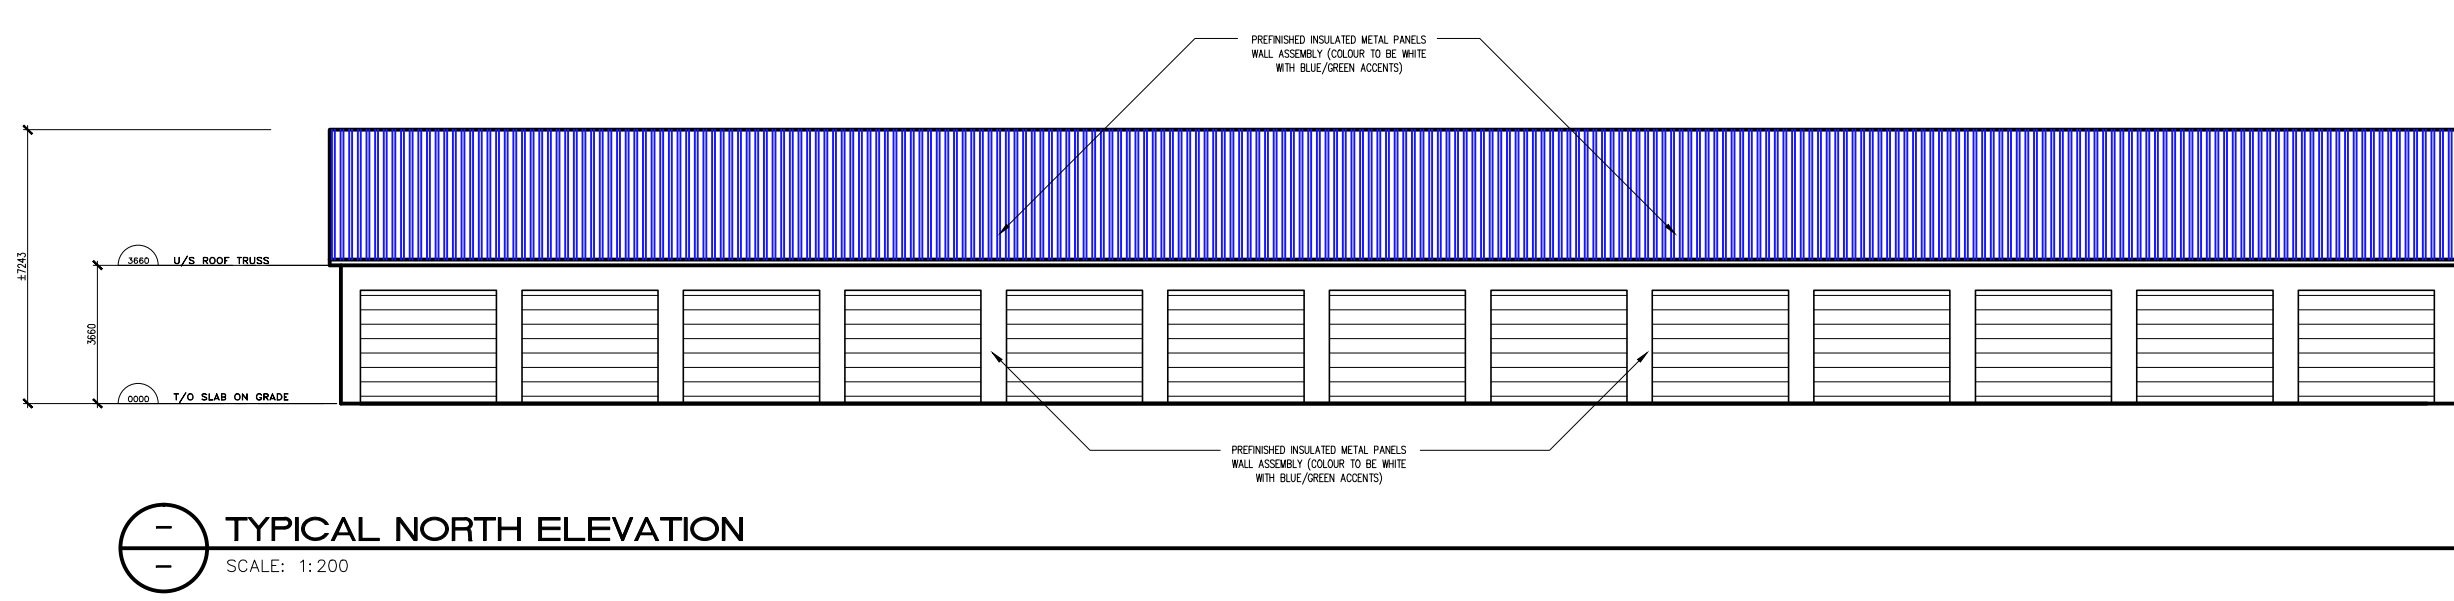 PREFINISHED INSULATED METAL PANELS
WALL ASSEMBLY (COLOUR TO BE WHITE
WITH BLUE/GREEN ACCENTS)
±7243
3660 U/S ROOF TRUSS
3660
0000 T/O SLAB ON GRADE
PREFINISHED INSULATED METAL PANELS
WALL ASSEMBLY (COLOUR TO BE WHITE
WITH BLUE/GREEN ACCENTS)
-
-
TYPICAL NORTH ELEVATION
SCALE: 1:200